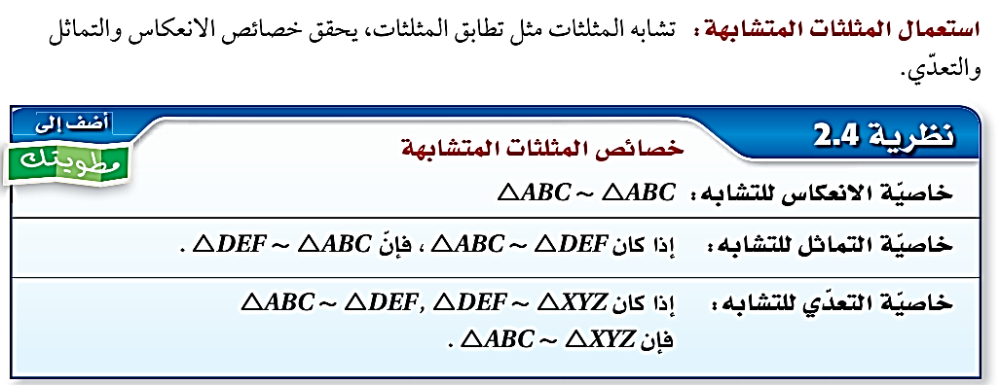 استعمال المثلثات المتشابهة : تشابه المثلثات مثل تطابق المثلثات، يحقق خصائص الانعكاس والتماثل
والتعدّي.
نظرية 2.4
خصائص المثلثات المتشابهة
أضف إلى
مطويتك
خاصيّة الانعكاس للتشابه : △ABC ~ △ABC
خاصيّة التماثل للتشابه : إذا كان △ABC ~ △DEF ، فإنّ △DEF ~ △ABC .
خاصيّة التعدّي للتشابه : إذا كان △ABC ~ △DEF, △DEF ~ △XYZ
فإن △ABC ~ △XYZ .